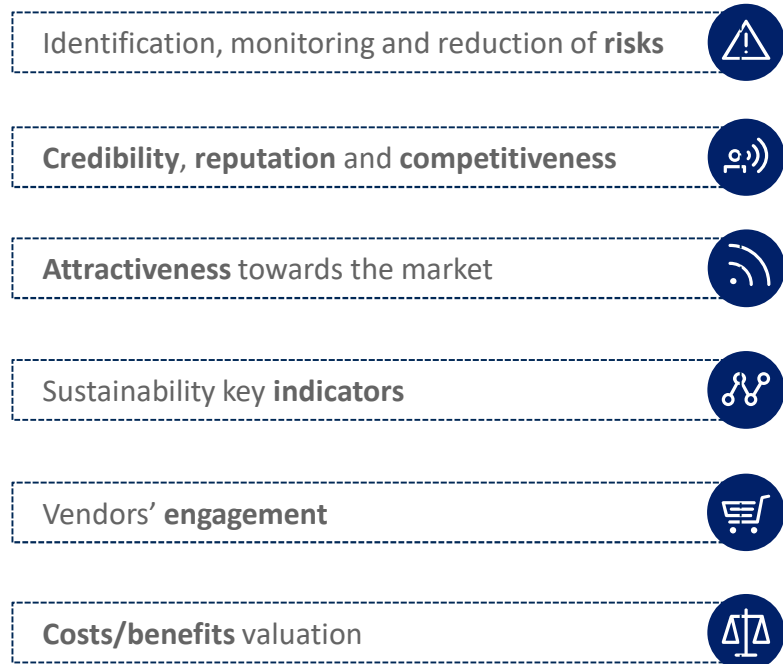 Identification, monitoring and reduction of risks
Credibility, reputation and competitiveness
Attractiveness towards the market
Sustainability key indicators
Vendors’ engagement
Costs/benefits valuation